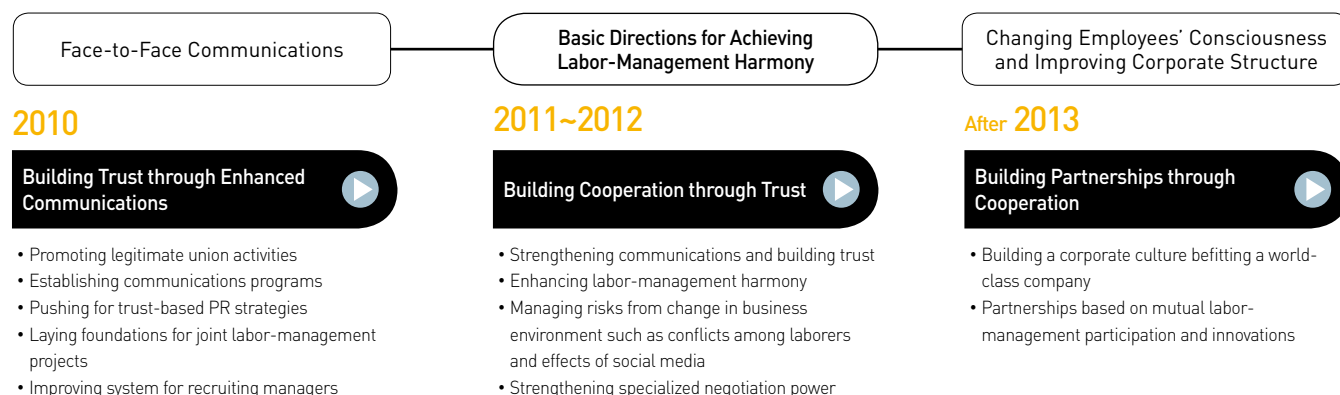 Face-to-Face Communications
Basic Directions for Achieving
Labor-Management Harmony
Changing Employees’ Consciousness
and Improving Corporate Structure
2010
Building Trust through Enhanced
Communications
• Promoting legitimate union activities
• Establishing communications programs
• Pushing for trust-based PR strategies
• Laying foundations for joint labor-management
projects
• Improving system for recruiting managers
2011~2012
Building Cooperation through Trust
• Strengthening communications and building trust
• Enhancing labor-management harmony
• Managing risks from change in business
environment such as conflicts among laborers
and effects of social media
• Strengthening specialized negotiation power
After 2013
Building Partnerships through
Cooperation
• Building a corporate culture befitting a world-
class company
• Partnerships based on mutual labor-
management participation and innovations